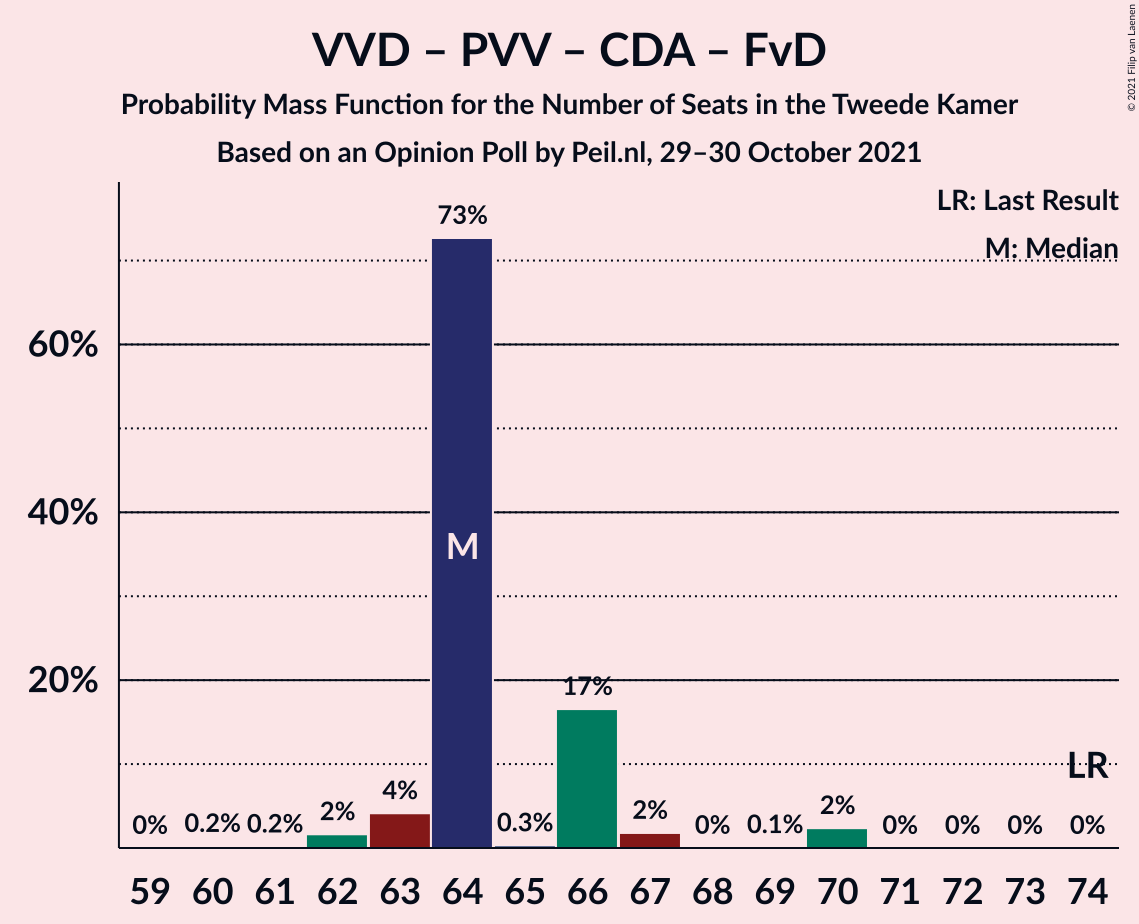 VVD – PVV – CDA – FvD
Probability Mass Function for the Number of Seats in the Tweede Kamer
Based on an Opinion Poll by Peil.nl, 29–30 October 2021
© 2021 Filip van Laenen
LR: Last Result
M: Median
60%
40%
20%
0% 0.2% 0.2% 2% 4% 73% 0.3% 17% 2% 0% 0.1% 2% 0% 0% 0% 0%
M
LR
59 60 61 62 63 64 65 66 67 68 69 70 71 72 73 74